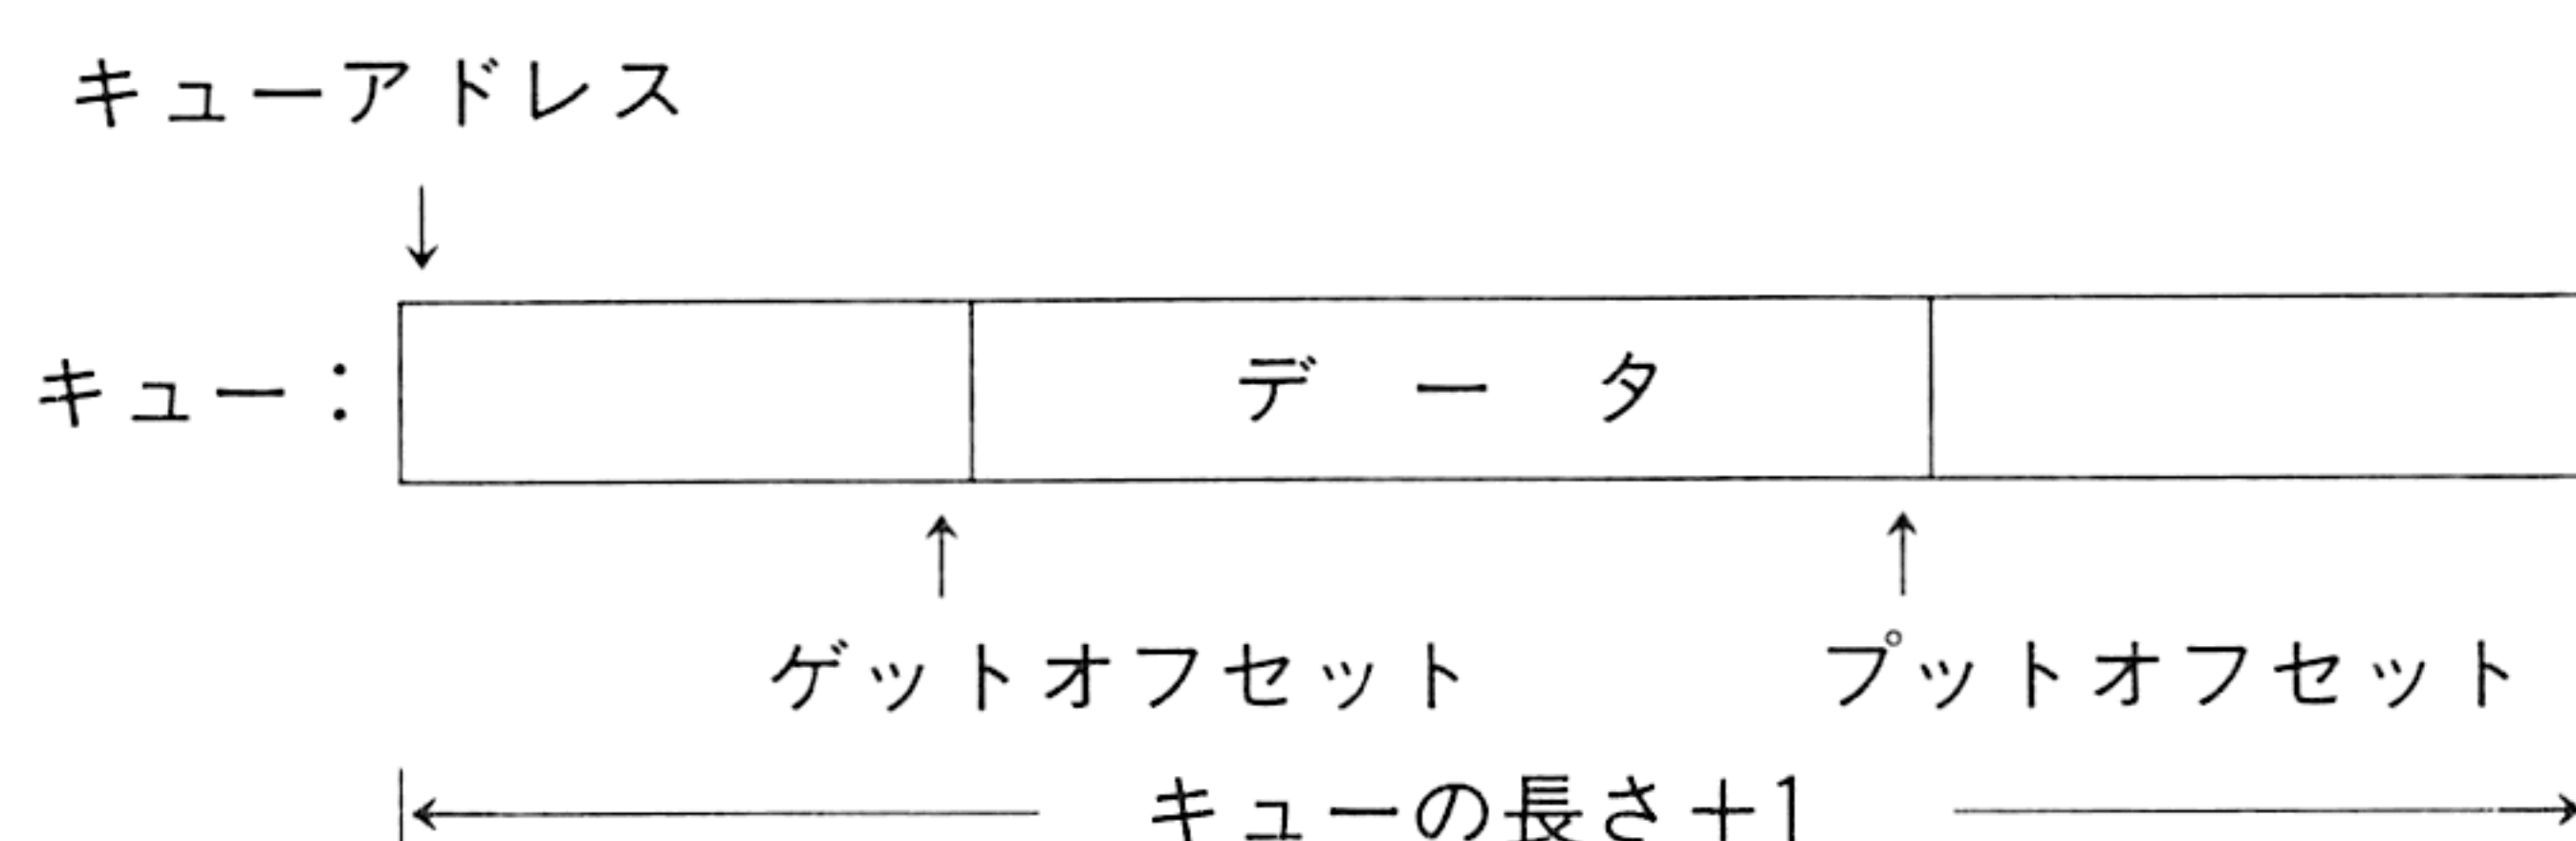 キューアドレス
キュー：
データ
ゲットオフセット
プットオフセット
キューの長さ＋1